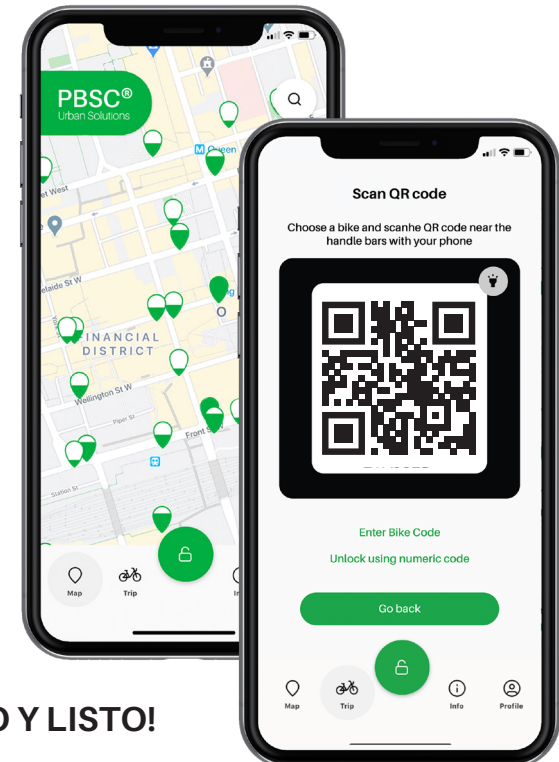 PBSC®
Urban Solutions
Queen
et West
elaide St W
FINANCIAL
DISTRICT
Wellington St W
Piper St
Front St
Station St
Map
Trip
Scan QR code
Choose a bike and scanhe QR code near the
handle bars with your phone
Enter Bike Code
Unlock using numeric code
Go back
Map
Trip
Info
Profile
O Y LISTO!